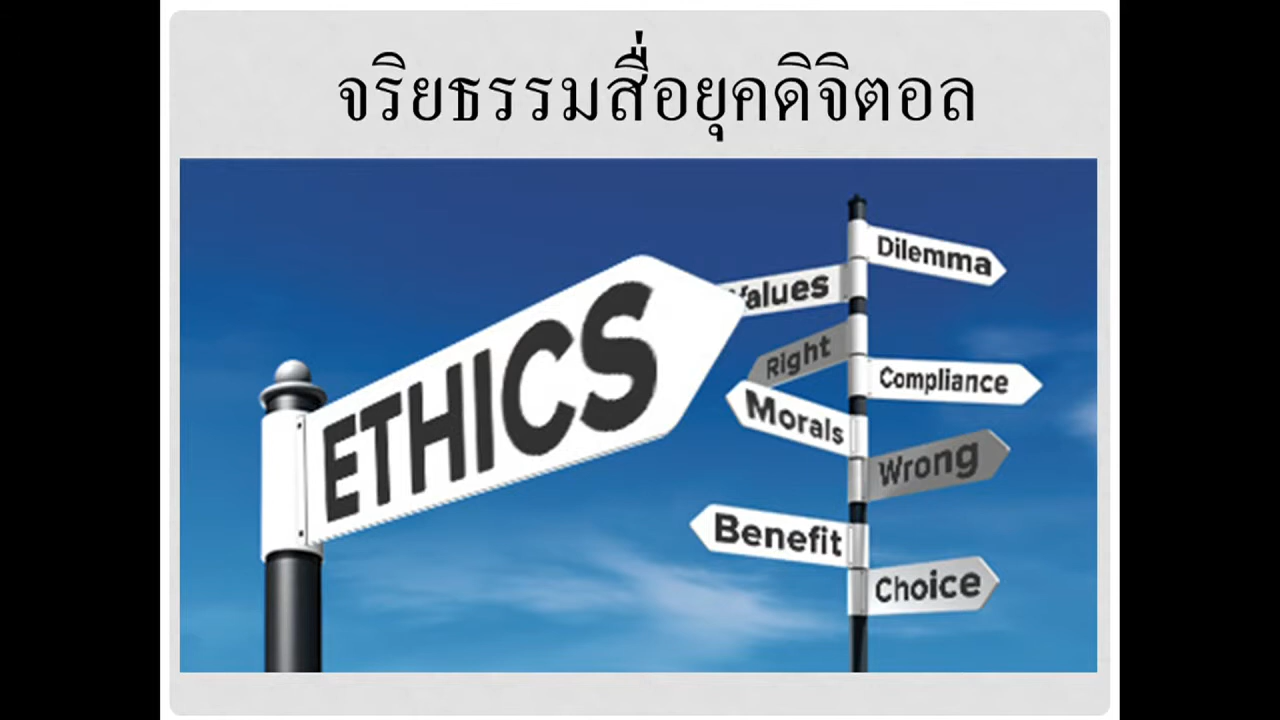 จริยธรรมสื่อยุคดิจิตอล
ETHICS
Dilemma
Values
Right
Compliance
Morals
Wrong
Benefit
Choice